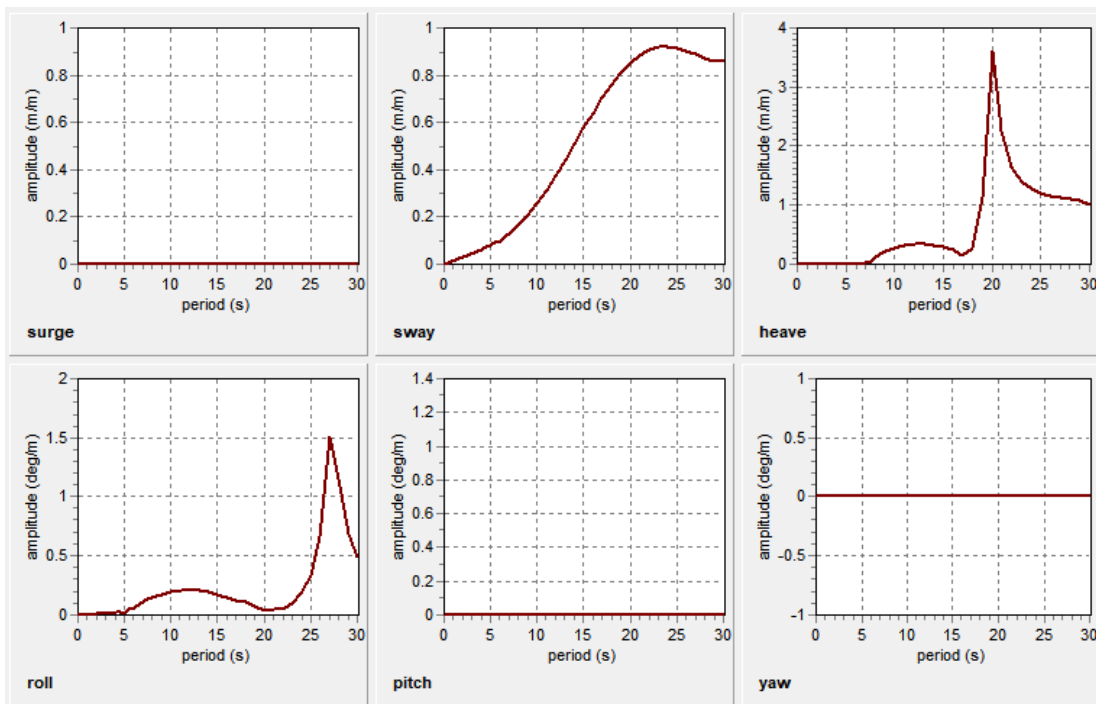 1
0.8
0.6
0.4
0.2
0
amplitude (m/m)
0 5 10 15 20 25 30
period (s)
surge
1
0.8
0.6
0.4
0.2
0
amplitude (m/m)
0 5 10 15 20 25 30
period (s)
sway
4
3
2
1
0
amplitude (m/m)
0 5 10 15 20 25 30
period (s)
heave
2
1.5
1
0.5
0
amplitude (deg/m)
0 5 10 15 20 25 30
period (s)
roll
1.4
1.2
1
0.8
0.6
0.4
0.2
0
amplitude (deg/m)
0 5 10 15 20 25 30
period (s)
pitch
1
0.5
0
-0.5
-1
amplitude (deg/m)
0 5 10 15 20 25 30
period (s)
yaw